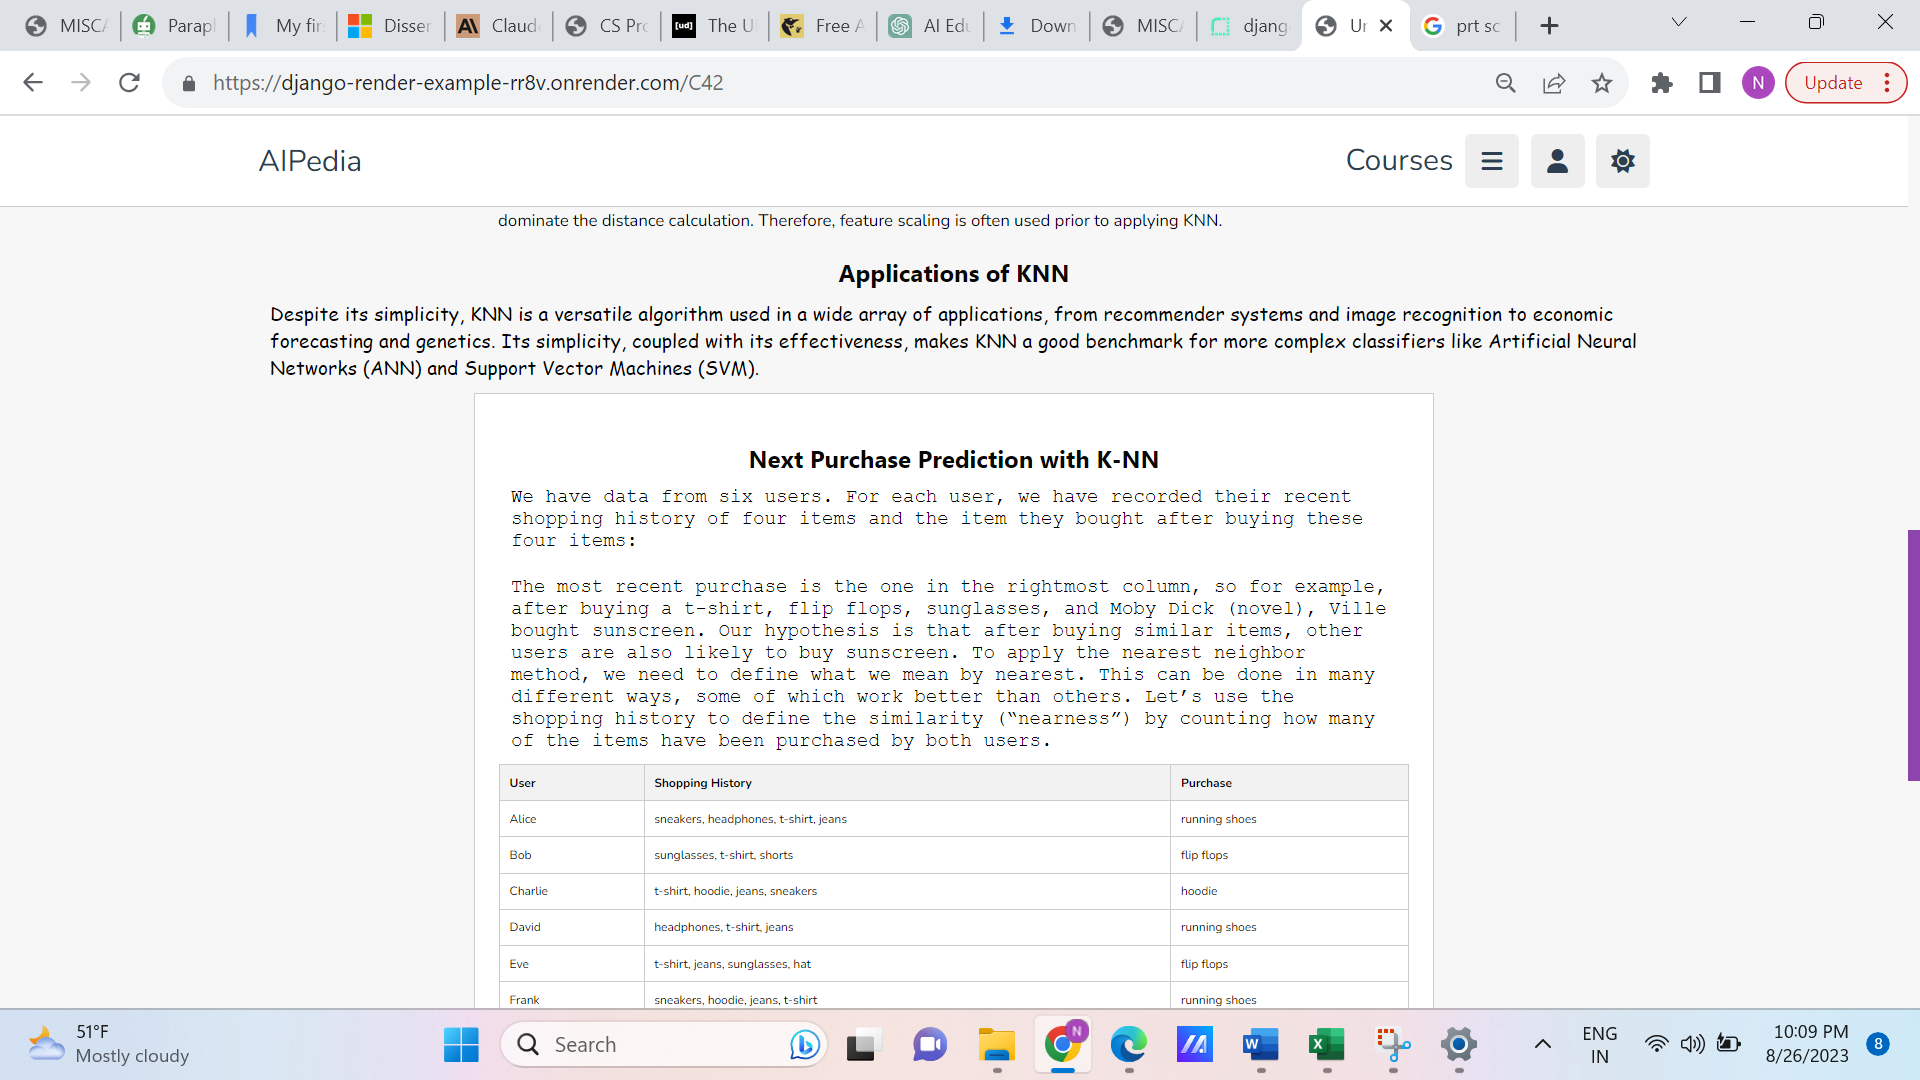 MISCA
Parapl
My fir
Disser
Claud
CS Pro
[ud] The U
Free A
AI Edu
Down
MISCA
djang
Ur
prt sc
https://django-render-example-rr8v.onrender.com/C42
N
Update
AIPedia
Courses
dominate the distance calculation. Therefore, feature scaling is often used prior to applying KNN.
Applications of KNN
Despite its simplicity, KNN is a versatile algorithm used in a wide array of applications, from recommender systems and image recognition to economic
forecasting and genetics. Its simplicity, coupled with its effectiveness, makes KNN a good benchmark for more complex classifiers like Artificial Neural
Networks (ANN) and Support Vector Machines (SVM).
Next Purchase Prediction with K-NN
We have data from six users. For each user, we have recorded their recent
shopping history of four items and the item they bought after buying these
four items:
The most recent purchase is the one in the rightmost column, so for example,
after buying a t-shirt, flip flops, sunglasses, and Moby Dick (novel), Ville
bought sunscreen. Our hypothesis is that after buying similar items, other
users are also likely to buy sunscreen. To apply the nearest neighbor
method, we need to define what we mean by nearest. This can be done in many
different ways, some of which work better than others. Let’s use the
shopping history to define the similarity (“nearness”) by counting how many
of the items have been purchased by both users.
User Shopping History Purchase
Alice sneakers, headphones, t-shirt, jeans running shoes
Bob sunglasses, t-shirt, shorts flip flops
Charlie t-shirt, hoodie, jeans, sneakers hoodie
David headphones, t-shirt, jeans running shoes
Eve t-shirt, jeans, sunglasses, hat flip flops
Frank sneakers, hoodie, jeans, t-shirt running shoes
51°F
Mostly cloudy
Search
N
ENG
IN
10:09 PM
8/26/2023
8